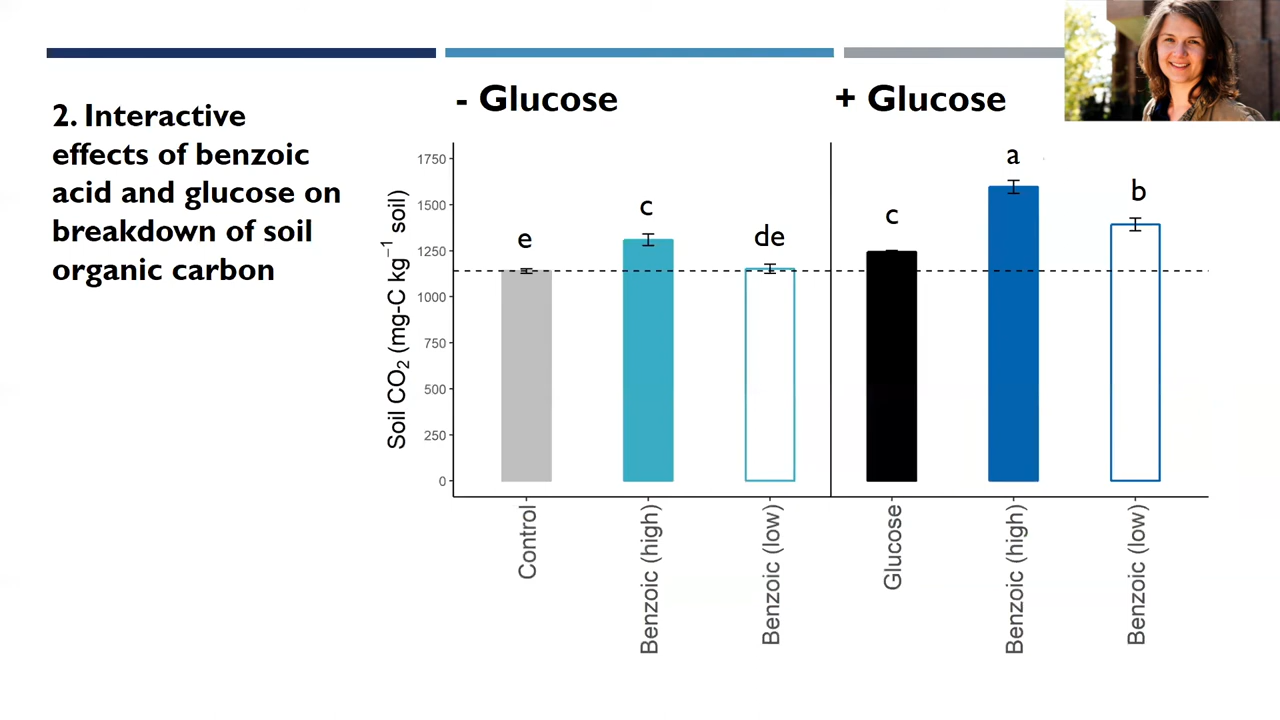 2. Interactive
effects of benzoic
acid and glucose on
breakdown of soil
organic carbon
- Glucose
+ Glucose
Soil CO₂ (mg-C kg⁻¹ soil)
1750
1500
1250
1000
750
500
250
0
e
c
de
c
a
b
Control
Benzoic (high)
Benzoic (low)
Glucose
Benzoic (high)
Benzoic (low)